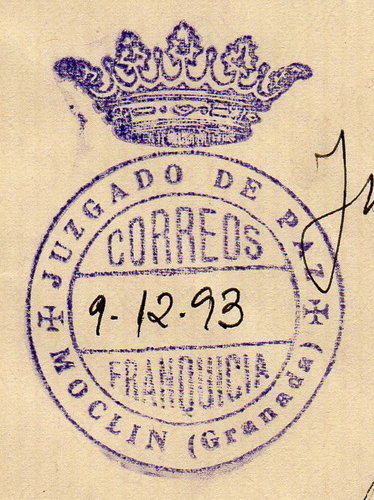 JUZGADO DE PAZ
CORREOS
9-12-93
FRANQUICIA
MOCLIN (Granada)